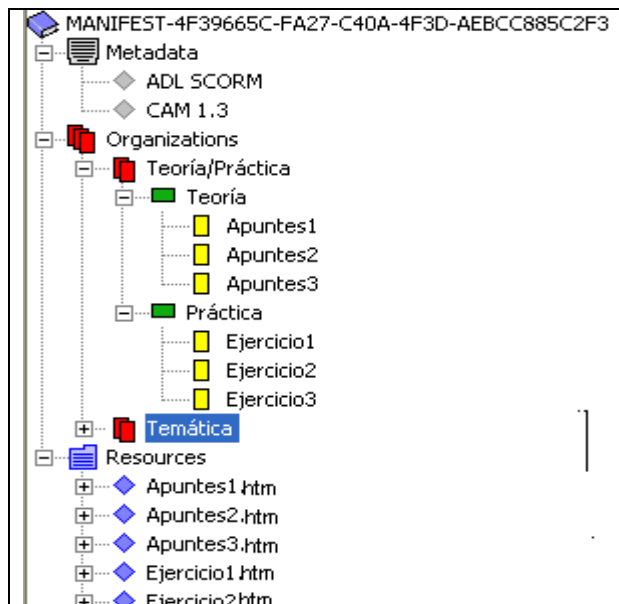 MANIFEST-4F39665C-FA27-C40A-4F3D-AEBCC885C2F3
Metadata
ADL SCORM
CAM 1.3
Organizations
Teoría/Práctica
Teoría
Apuntes1
Apuntes2
Apuntes3
Práctica
Ejercicio1
Ejercicio2
Ejercicio3
Temática
Resources
Apuntes1.htm
Apuntes2.htm
Apuntes3.htm
Ejercicio1.htm
Ejercicio2htm